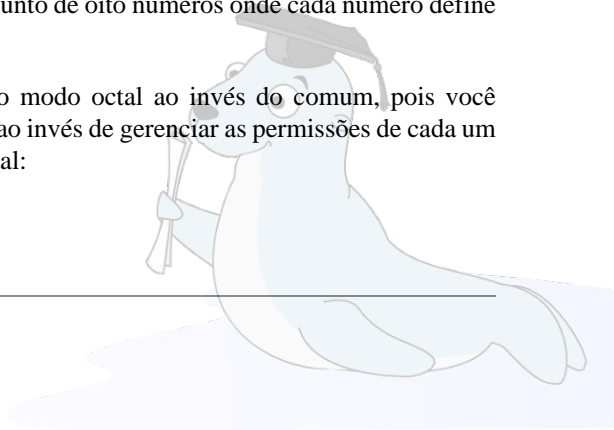 unto de oito números onde cada número define
o modo octal ao invés do comum, pois você
ao invés de gerenciar as permissões de cada um
al: